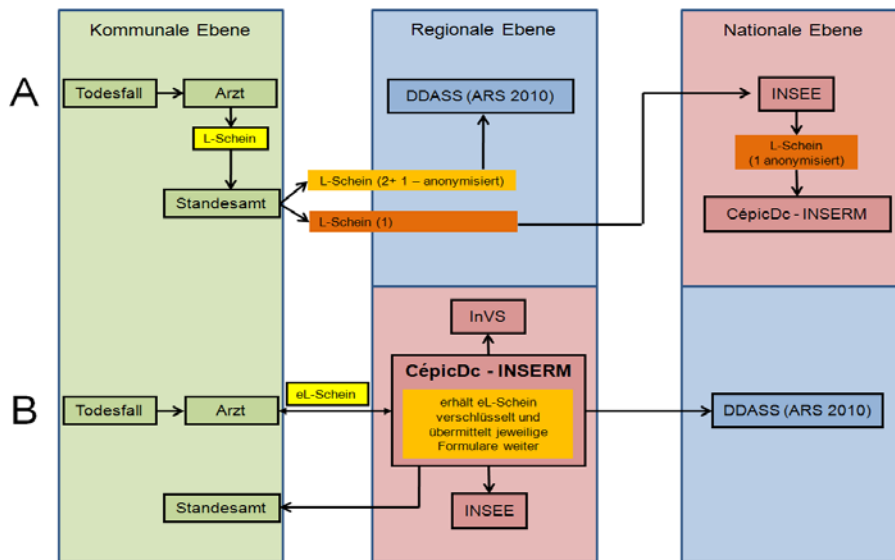 Kommunale Ebene
Regionale Ebene
Nationale Ebene
A
Todesfall
Arzt
DDASS (ARS 2010)
INSEE
L-Schein
L-Schein
(1 anonymisiert)
L-Schein (2+ 1 – anonymisiert)
Standesamt
CépicDc - INSERM
L-Schein (1)
InVS
CépicDc - INSERM
B
eL-Schein
Todesfall
Arzt
erhält eL-Schein
verschlüsselt und
übermittelt jeweilige
Formulare weiter
DDASS (ARS 2010)
Standesamt
INSEE